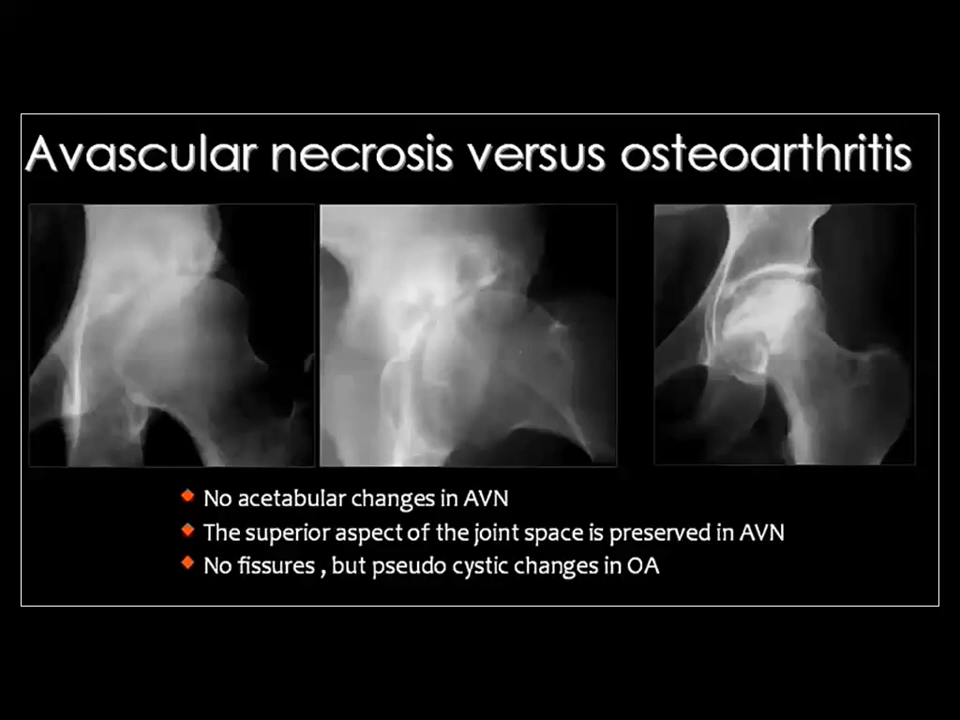 Avascular necrosis versus osteoarthritis
No acetabular changes in AVN
The superior aspect of the joint space is preserved in AVN
No fissures , but pseudo cystic changes in OA